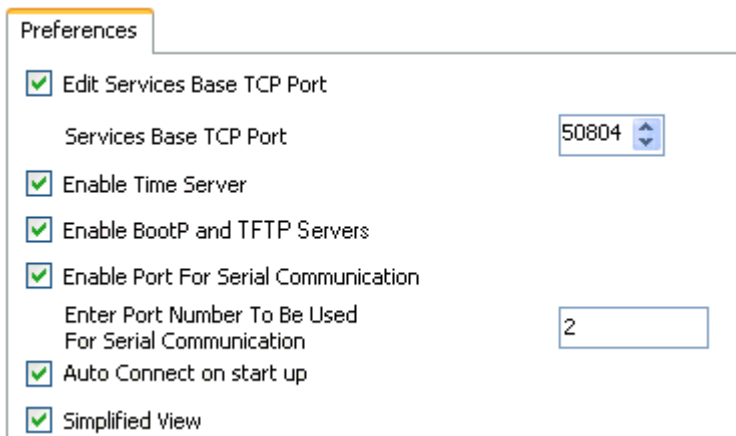 Preferences
Edit Services Base TCP Port
Services Base TCP Port 50804
Enable Time Server
Enable BootP and TFTP Servers
Enable Port For Serial Communication
Enter Port Number To Be Used
For Serial Communication 2
Auto Connect on start up
Simplified View